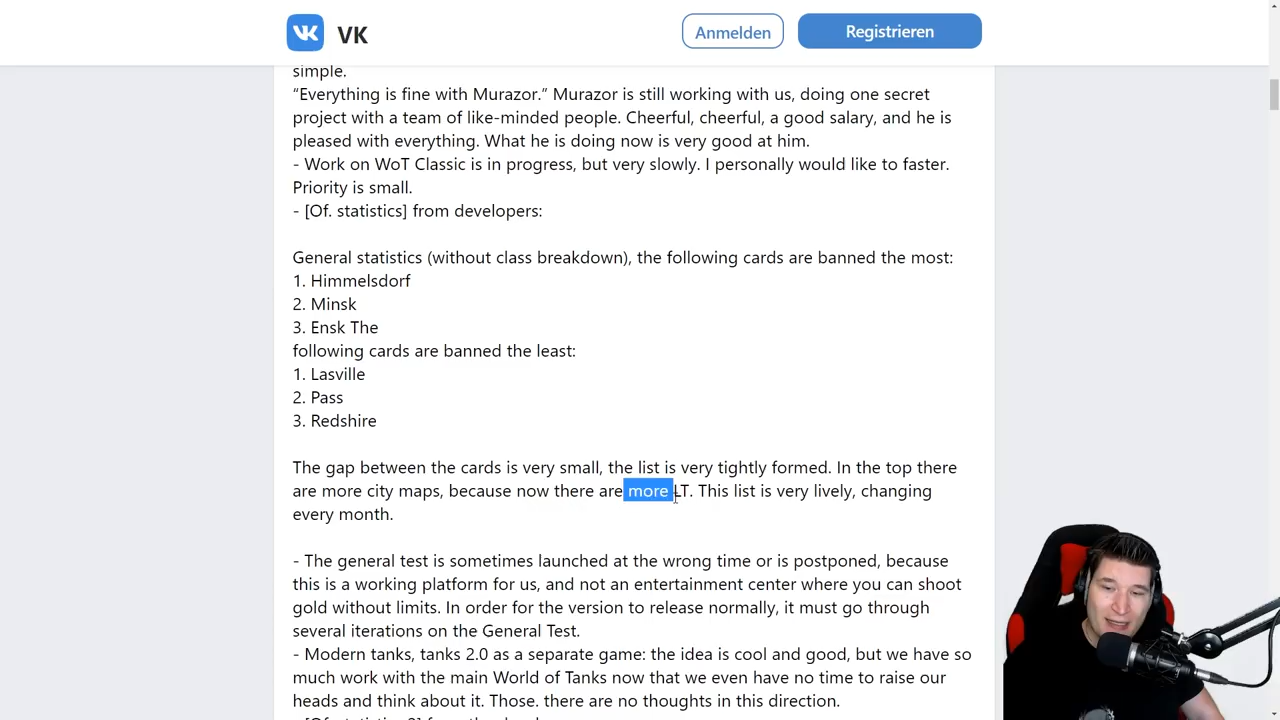 VK
Anmelden
Registrieren
simple.
“Everything is fine with Murazor.” Murazor is still working with us, doing one secret
project with a team of like-minded people. Cheerful, cheerful, a good salary, and he is
pleased with everything. What he is doing now is very good at him.
- Work on WoT Classic is in progress, but very slowly. I personally would like to faster.
Priority is small.
- [Of. statistics] from developers:
General statistics (without class breakdown), the following cards are banned the most:
1. Himmelsdorf
2. Minsk
3. Ensk The
following cards are banned the least:
1. Lasville
2. Pass
3. Redshire
The gap between the cards is very small, the list is very tightly formed. In the top there
are more city maps, because now there are more LT. This list is very lively, changing
every month.
- The general test is sometimes launched at the wrong time or is postponed, because
this is a working platform for us, and not an entertainment center where you can shoot
gold without limits. In order for the version to release normally, it must go through
several iterations on the General Test.
- Modern tanks, tanks 2.0 as a separate game: the idea is cool and good, but we have so
much work with the main World of Tanks now that we even have no time to raise our
heads and think about it. Those. there are no thoughts in this direction.